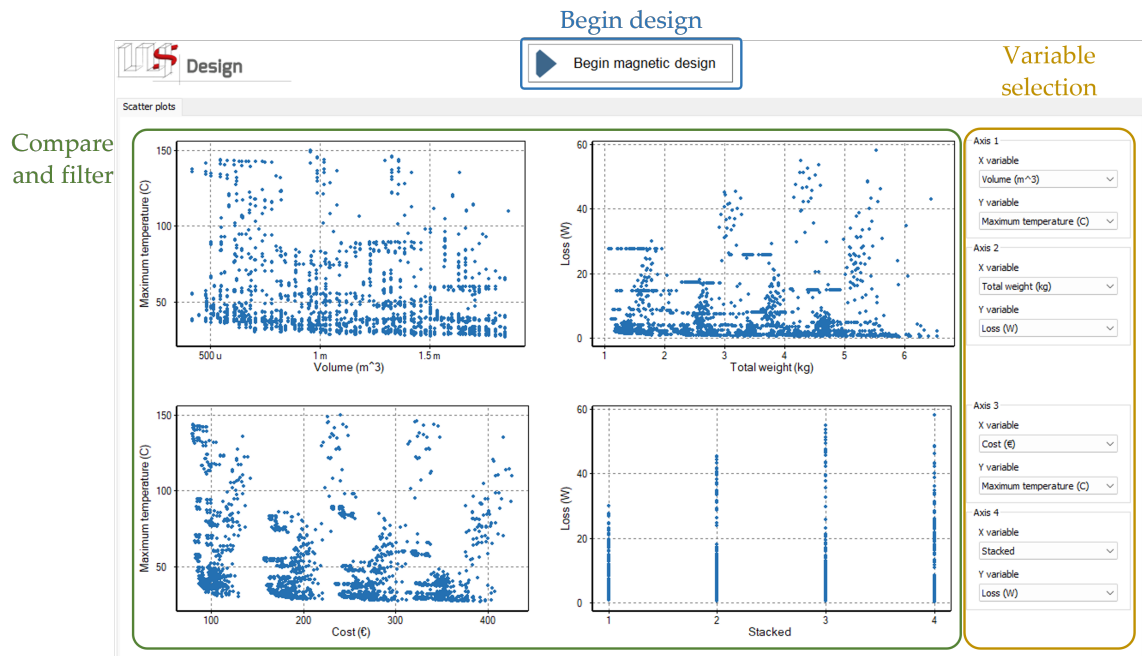 Begin design
Begin magnetic design
Design
Variable
selection
Scatter plots
Compare
and filter
150
100
50
Maximum temperature (C)
500 u
1 m
1.5 m
Volume (m^3)
60
40
20
0
Loss (W)
1
2
3
4
5
6
Total weight (kg)
Axis 1
X variable
Volume (m^3)
Y variable
Maximum temperature (C)
Axis 2
X variable
Total weight (kg)
Y variable
Loss (W)
150
100
50
Maximum temperature (C)
100
200
300
400
Cost (€)
60
40
20
0
Loss (W)
1
2
3
4
Stacked
Axis 3
X variable
Cost (€)
Y variable
Maximum temperature (C)
Axis 4
X variable
Stacked
Y variable
Loss (W)